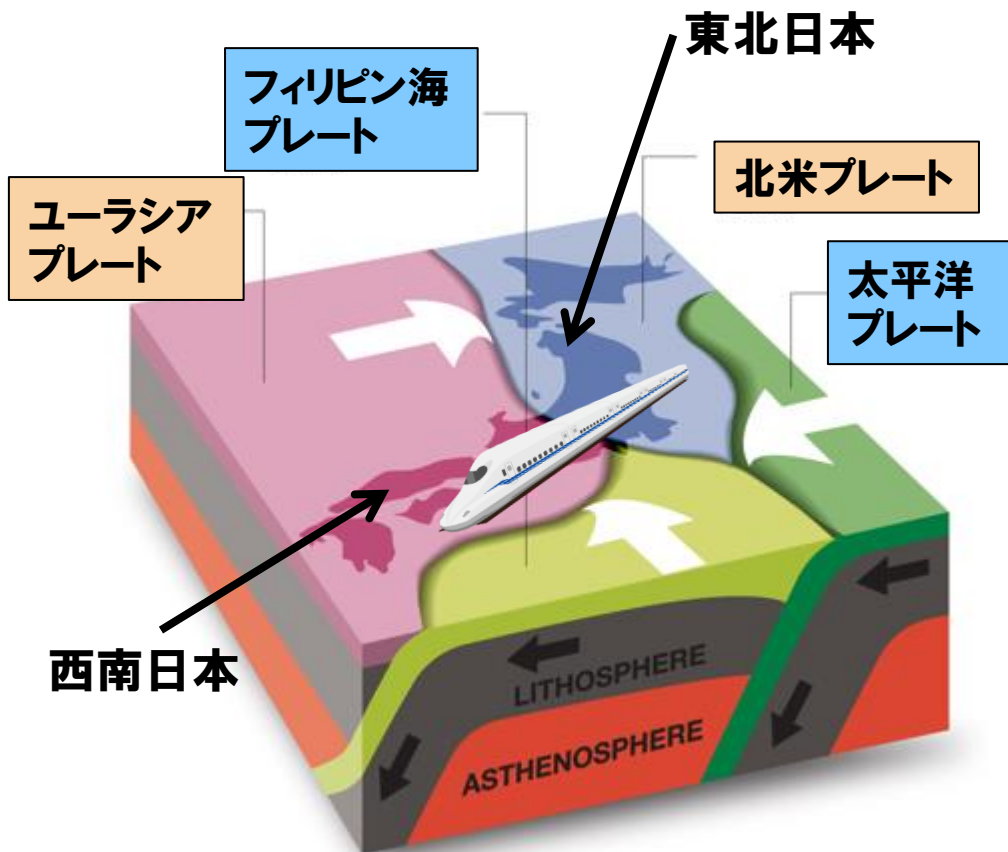 東北日本
フィリピン海
プレート
北米プレート
ユーラシア
プレート
太平洋
プレート
西南日本
LITHOSPHERE
ASTHENOSPHERE